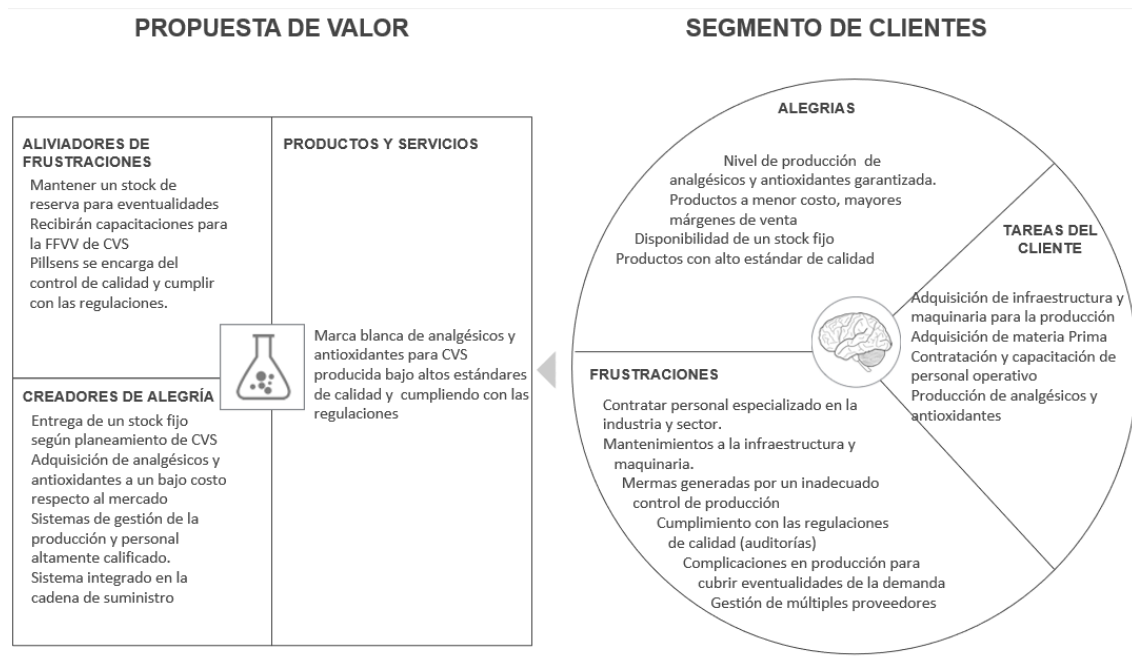 PROPUESTA DE VALOR
SEGMENTO DE CLIENTES
ALIVIADORES DE
FRUSTRACIONES
Mantener un stock de
reserva para eventualidades
Recibirán capacitaciones para
la FFVV de CVS
Pillsens se encarga del
control de calidad y cumplir
con las regulaciones.
CREADORES DE ALEGRÍA
Entrega de un stock fijo
según planeamiento de CVS
Adquisición de analgésicos y
antioxidantes a un bajo costo
respecto al mercado
Sistemas de gestión de la
producción y personal
altamente calificado.
Sistema integrado en la
cadena de suministro
PRODUCTOS Y SERVICIOS
Marca blanca de analgésicos y
antioxidantes para CVS
producida bajo altos estándares
de calidad y cumpliendo con las
regulaciones
ALEGRIAS
Nivel de producción de
analgésicos y antioxidantes garantizada.
Productos a menor costo, mayores
márgenes de venta
Disponibilidad de un stock fijo
Productos con alto estándar de calidad
TAREAS DEL
CLIENTE
Adquisición de infraestructura y
maquinaria para la producción
Adquisición de materia Prima
Contratación y capacitación de
personal operativo
Producción de analgésicos y
antioxidantes
FRUSTRACIONES
Contratar personal especializado en la
industria y sector.
Mantenimientos a la infraestructura y
maquinaria.
Mermas generadas por un inadecuado
control de producción
Cumplimiento con las regulaciones
de calidad (auditorías)
Complicaciones en producción para
cubrir eventualidades de la demanda
Gestión de múltiples proveedores